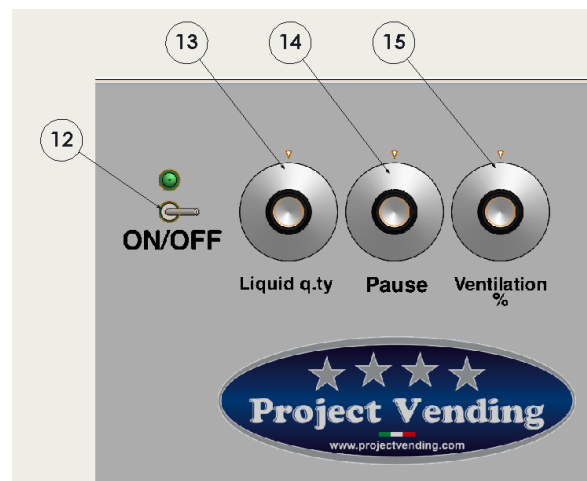 13
14
15
12
ON/OFF
Liquid q.ty
Pause
Ventilation
%
Project Vending
www.projectvending.com